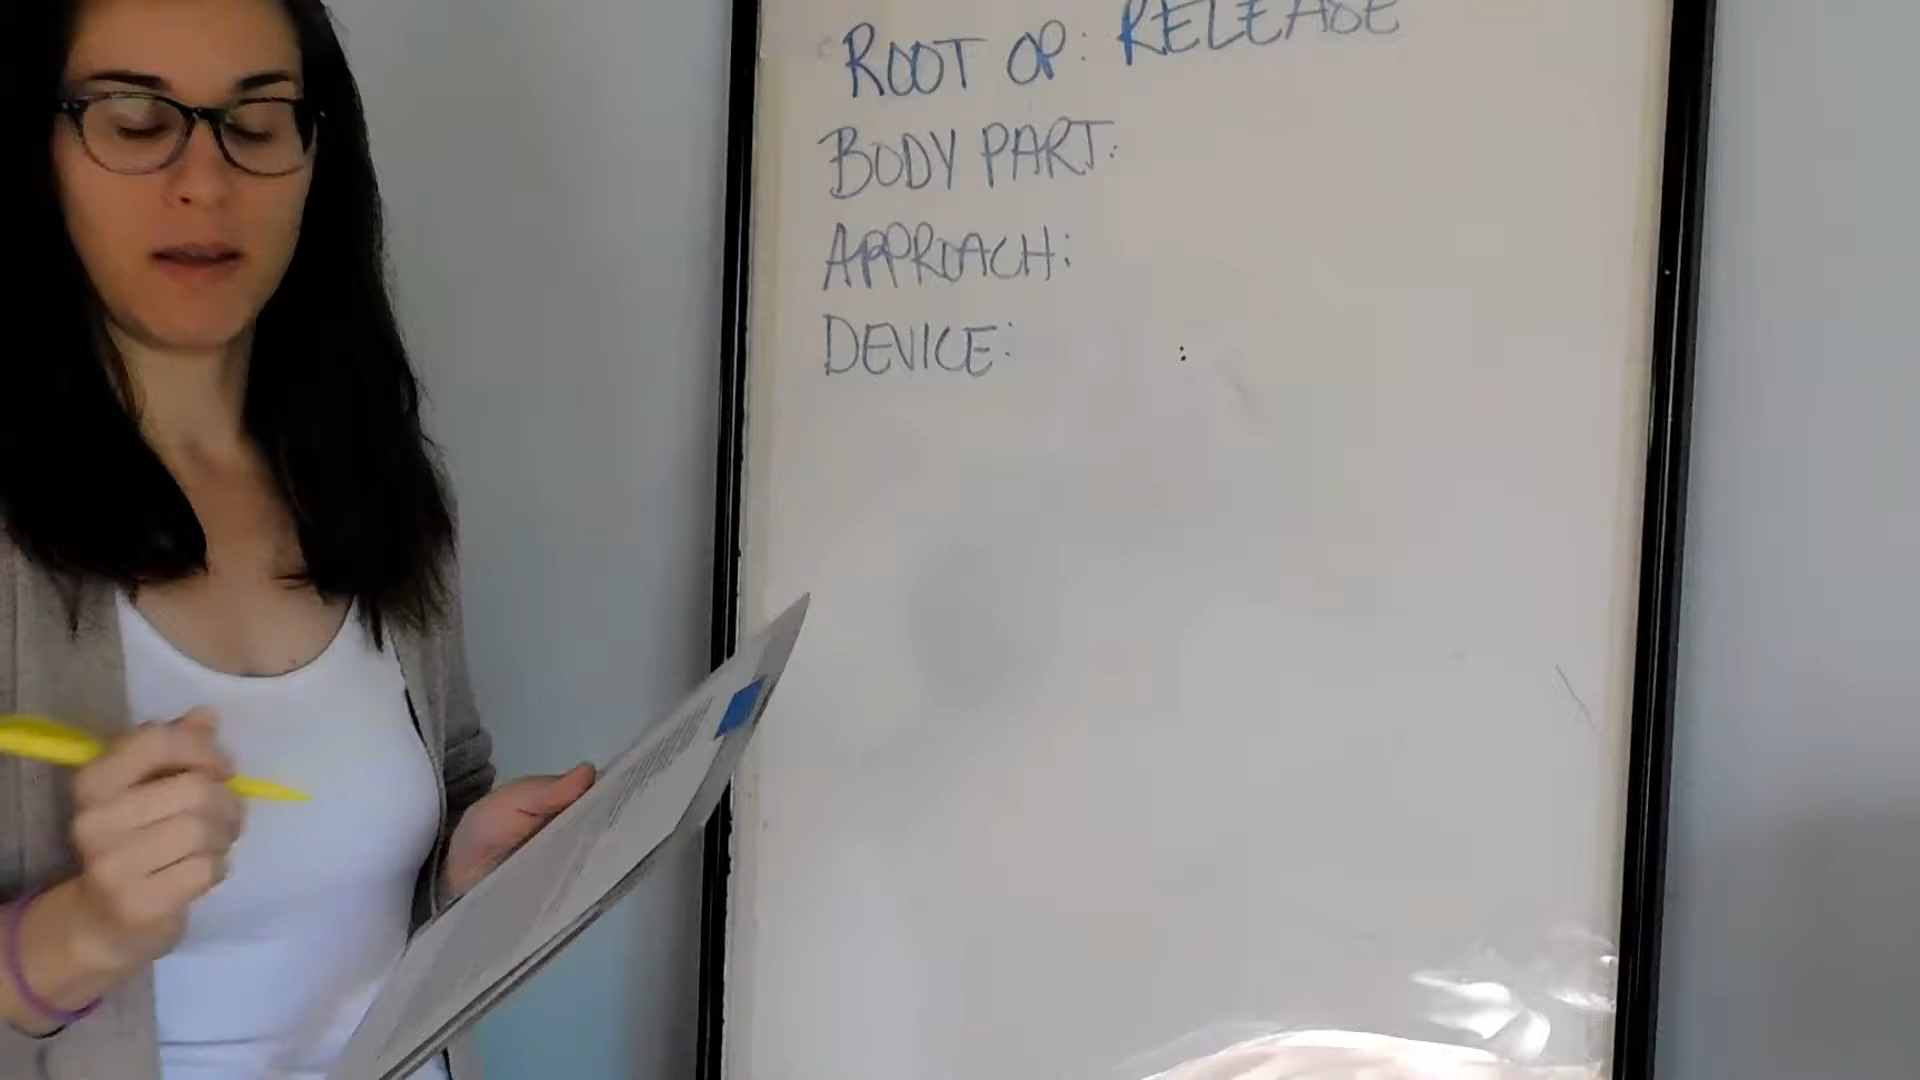 ROOT OP: RELEASE
BODY PART:
APPROACH:
DEVICE: